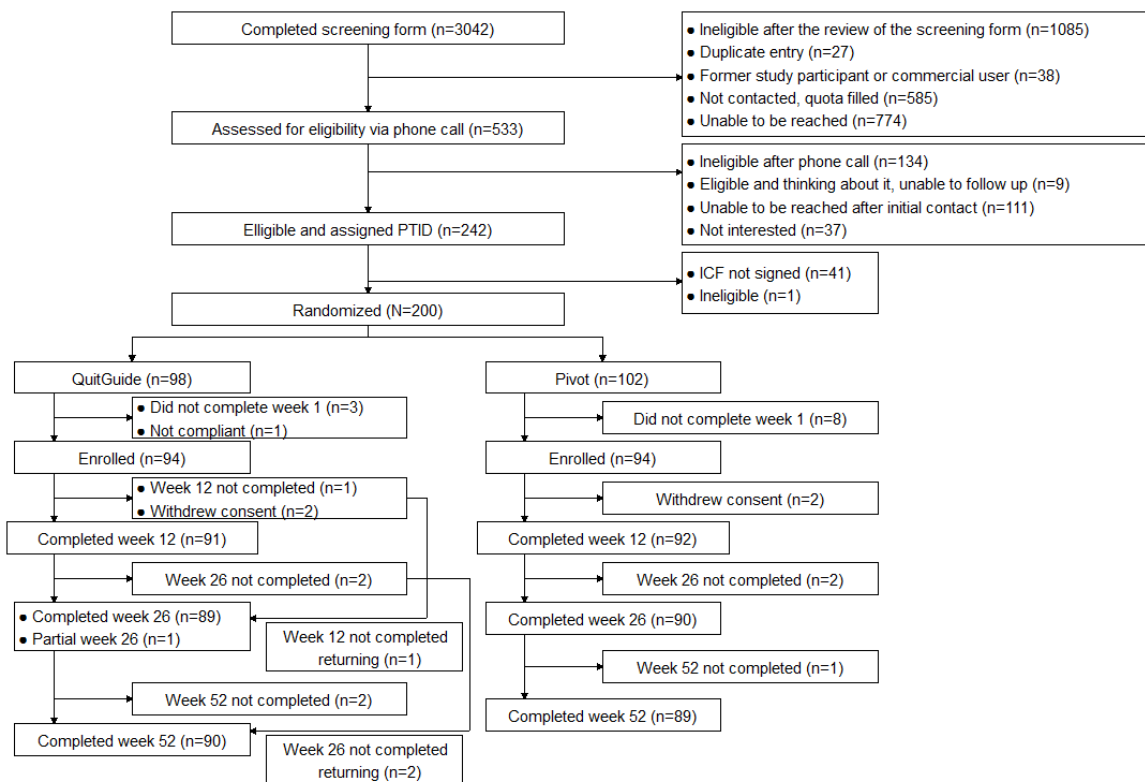 Completed screening form (n=3042)
● Ineligible after the review of the screening form (n=1085)
● Duplicate entry (n=27)
● Former study participant or commercial user (n=38)
● Not contacted, quota filled (n=585)
● Unable to be reached (n=774)
Assessed for eligibility via phone call (n=533)
● Ineligible after phone call (n=134)
● Eligible and thinking about it, unable to follow up (n=9)
● Unable to be reached after initial contact (n=111)
● Not interested (n=37)
Elligible and assigned PTID (n=242)
● ICF not signed (n=41)
● Ineligible (n=1)
Randomized (N=200)
QuitGuide (n=98)
● Did not complete week 1 (n=3)
● Not compliant (n=1)
Enrolled (n=94)
● Week 12 not completed (n=1)
● Withdrew consent (n=2)
Completed week 12 (n=91)
Week 26 not completed (n=2)
● Completed week 26 (n=89)
● Partial week 26 (n=1)
Week 12 not completed
returning (n=1)
Week 52 not completed (n=2)
Completed week 52 (n=90)
Week 26 not completed
returning (n=2)
Pivot (n=102)
Did not complete week 1 (n=8)
Enrolled (n=94)
Withdrew consent (n=2)
Completed week 12 (n=92)
Week 26 not completed (n=2)
Completed week 26 (n=90)
Week 52 not completed (n=1)
Completed week 52 (n=89)